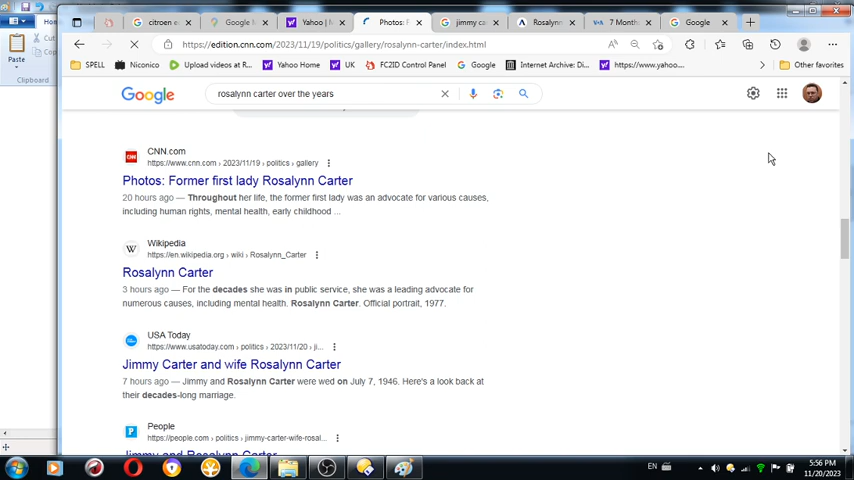 citroen e
Google M
Yahoo | M
Photos: F
jimmy ca
Rosalynn
7 Month
Google
https://edition.cnn.com/2023/11/19/politics/gallery/rosalynn-carter/index.html
Paste
Clipboard
SPELL
Niconico
Upload videos at R...
Yahoo Home
UK
FC2ID Control Panel
Google
Internet Archive: Di...
https://www.yahoo...
Other favorites
Google
rosalynn carter over the years
CNN.com
https://www.cnn.com › 2023/11/19 › politics › gallery
Photos: Former first lady Rosalynn Carter
20 hours ago — Throughout her life, the former first lady was an advocate for various causes,
including human rights, mental health, early childhood ...
Wikipedia
https://en.wikipedia.org › wiki › Rosalynn_Carter
Rosalynn Carter
3 hours ago — For the decades she was in public service, she was a leading advocate for
numerous causes, including mental health. Rosalynn Carter. Official portrait, 1977.
USA Today
https://www.usatoday.com › politics › 2023/11/20 › ji...
Jimmy Carter and wife Rosalynn Carter
7 hours ago — Jimmy and Rosalynn Carter were wed on July 7, 1946. Here's a look back at
their decades-long marriage.
People
https://people.com › politics › jimmy-carter-wife-rosal...
Jimmy and Rosalynn Carter
EN
5:56 PM
11/20/2023